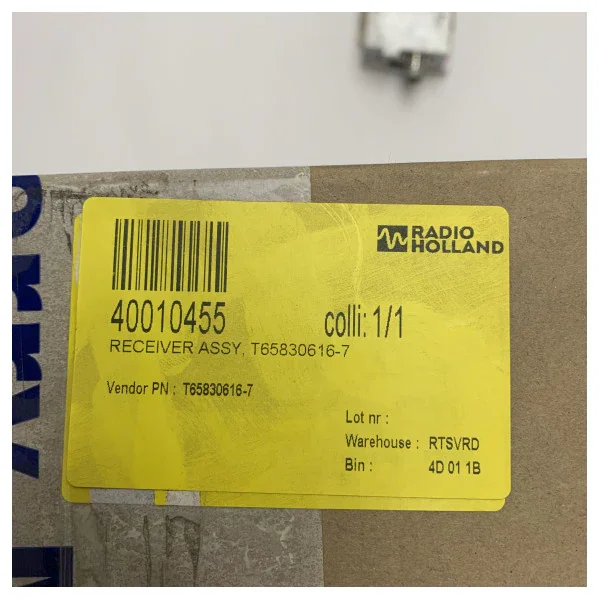 RADIO
HOLLAND
40010455
colli: 1/1
RECEIVER ASSY, T65830616-7
Vendor PN : T65830616-7
Lot nr :
Warehouse : RTSVRD
Bin : 4D 01 1B